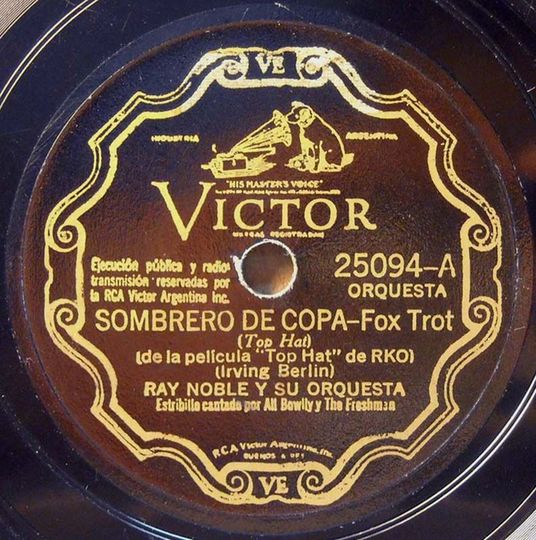 VE
INDUSTRIA ARGENTINA
"HIS MASTER'S VOICE"
VICTOR
MARCAS REGISTRADAS
Ejecución pública y radio-
transmisión reservadas por
la RCA Victor Argentina Inc.
25094-A
ORQUESTA
SOMBRERO DE COPA-Fox Trot
(Top Hat)
(de la película "Top Hat" de RKO)
(Irving Berlin)
RAY NOBLE Y SU ORQUESTA
Estribillo cantado por All Bowlly y The Freshman
RCA Victor Argentina, Inc.
BUENOS
VE